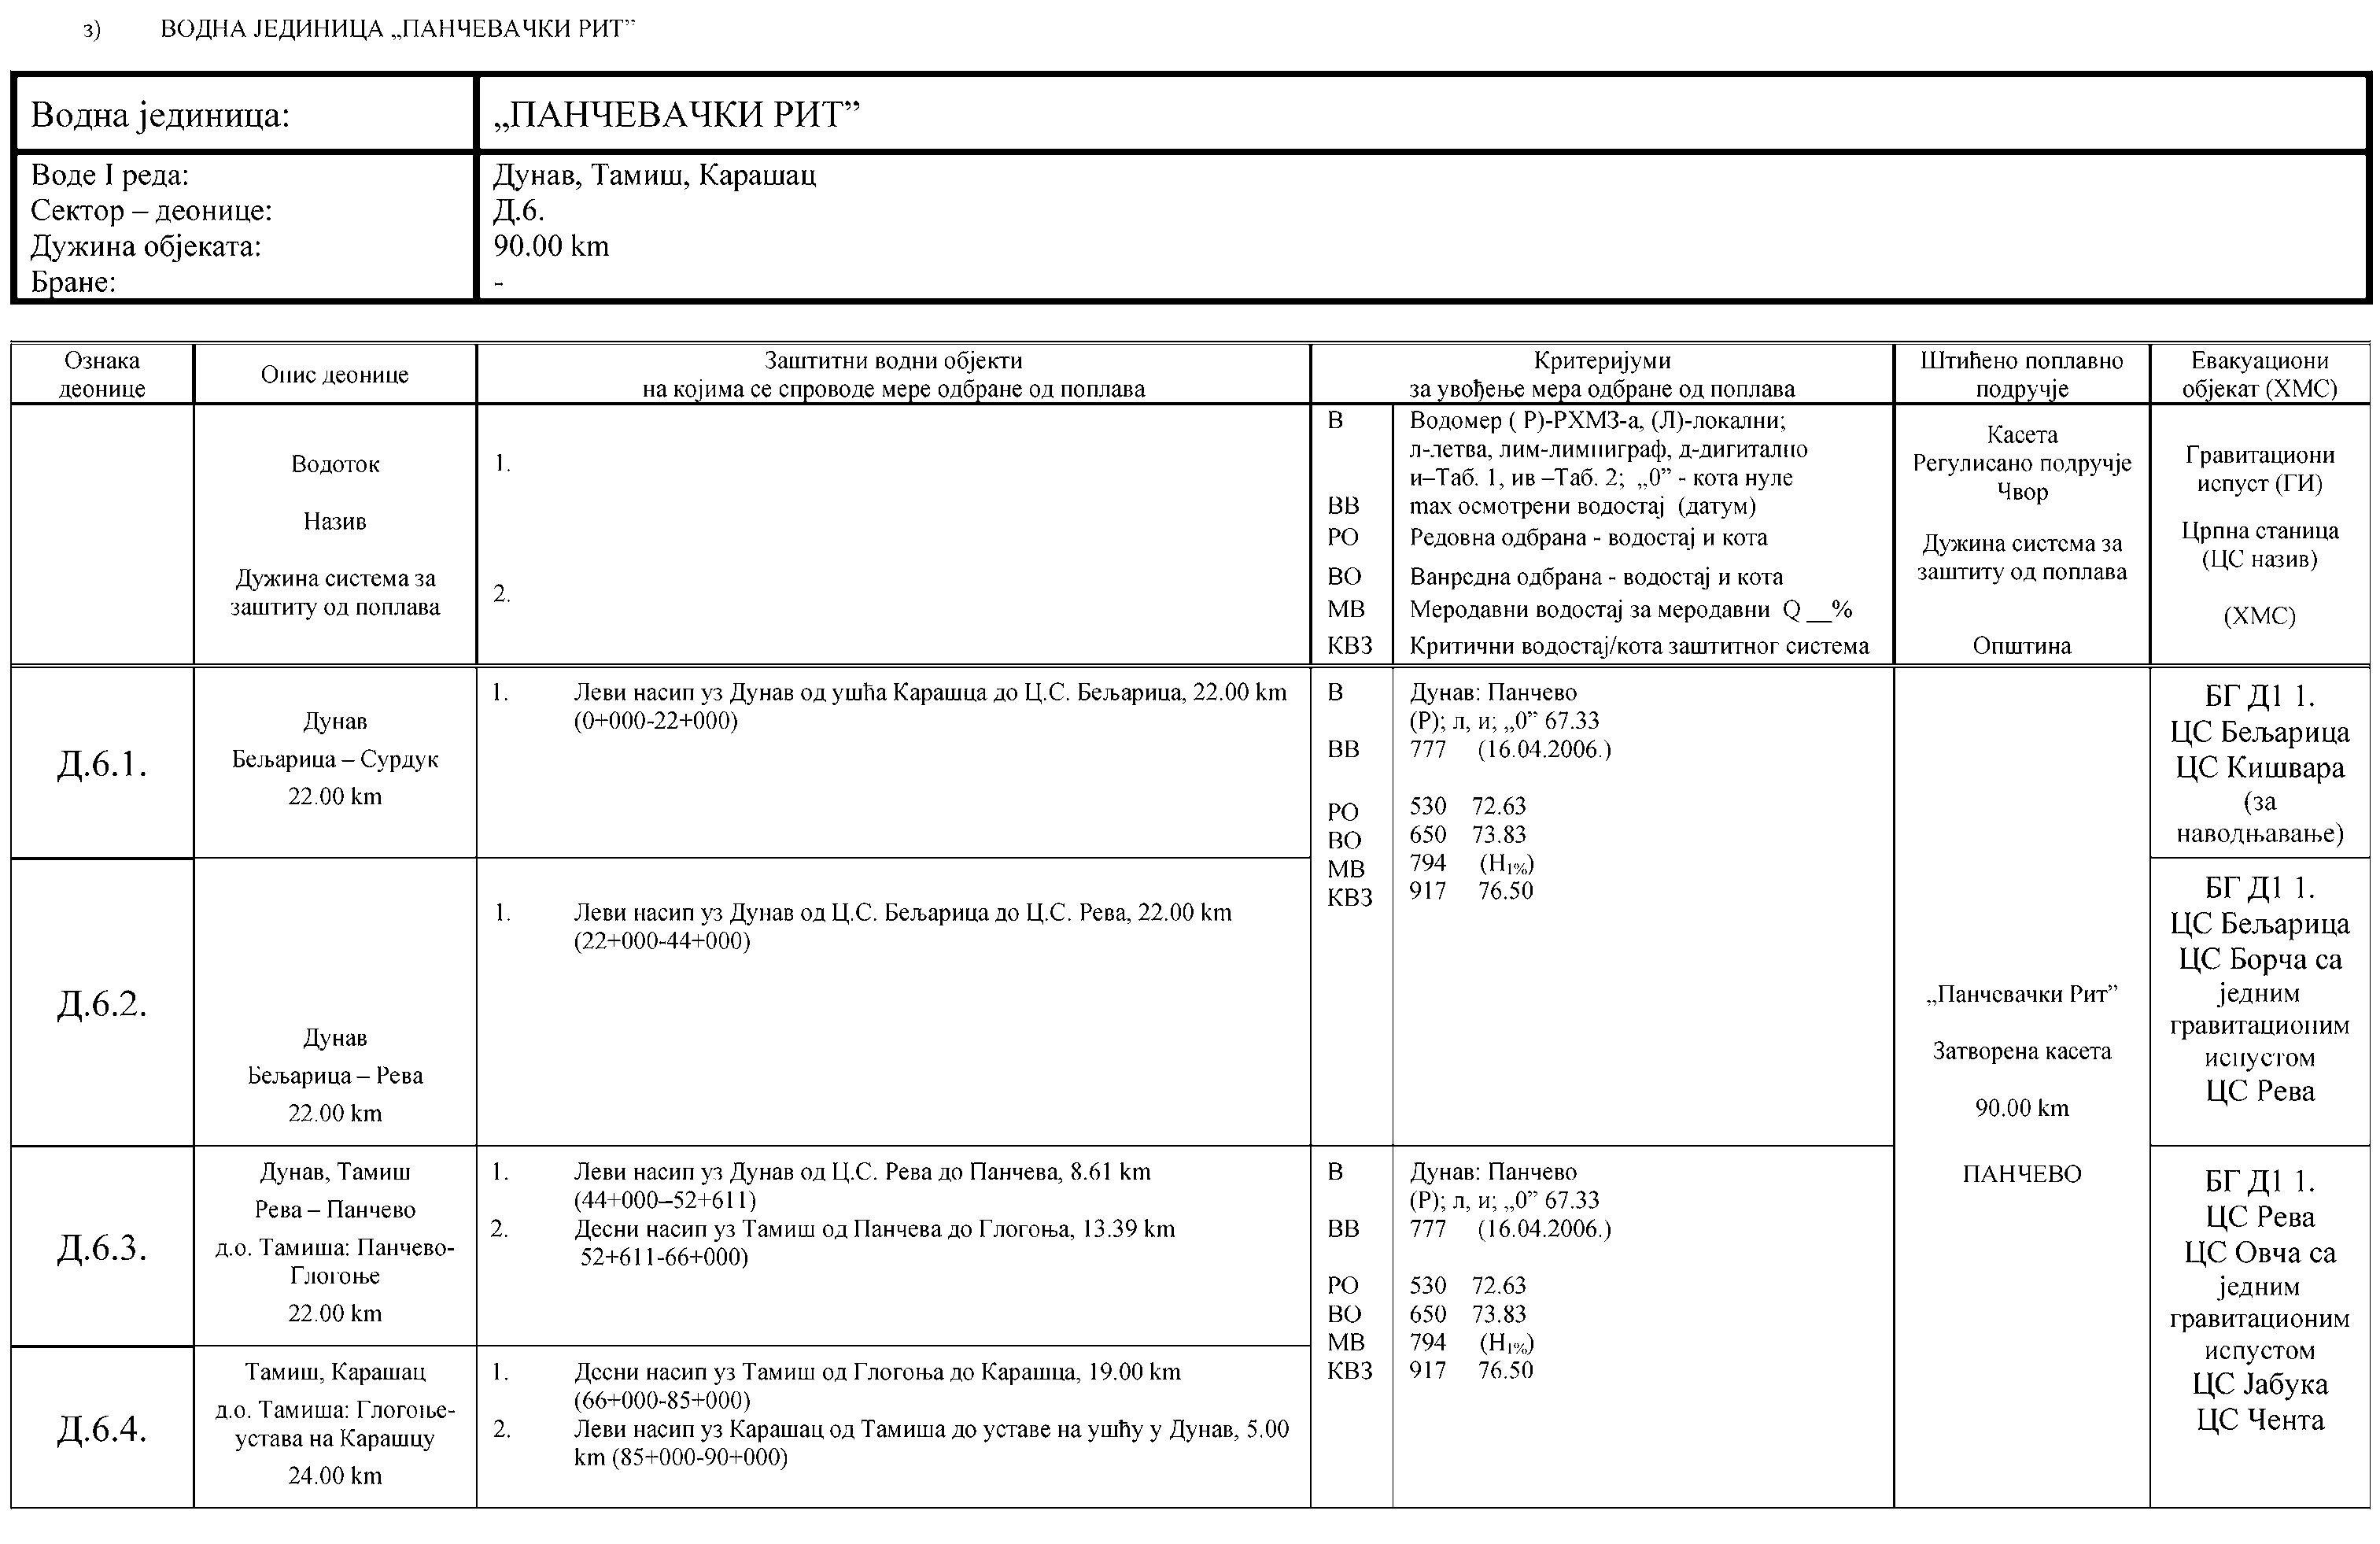 з) ВОДНА ЈЕДИНИЦА „ПАНЧЕВАЧКИ РИТ”
Водна јединица: „ПАНЧЕВАЧКИ РИТ”
Воде I реда: Дунав, Тамиш, Карашац
Сектор – деонице: Д.6.
Дужина објеката: 90.00 km
Бране: -
Ознака
деонице
Опис деонице
Заштитни водни објекти
на којима се спроводе мере одбране од поплава
Критеријуми
за увођење мера одбране од поплава
Штићено поплавно
подручје
Евакуациони
објекат (ХМС)
Водоток
Назив
Дужина система за
заштиту од поплава
1.
2.
В Водомер ( Р)-РХМЗ-а, (Л)-локални;
л-летва, лим-лимниграф, д-дигитално
и–Таб. 1, ив –Таб. 2; „0” - кота нуле
ВВ max осмотрени водостај (датум)
РО Редовна одбрана - водостај и кота
ВО Ванредна одбрана - водостај и кота
МВ Меродавни водостај за меродавни Q __%
КВЗ Критични водостај/кота заштитног система
Касета
Регулисано подручје
Чвор
Дужина система за
заштиту од поплава
Општина
Гравитациони
испуст (ГИ)
Црпна станица
(ЦС назив)
(ХМС)
Д.6.1.
Дунав
Бељарица – Сурдук
22.00 km
1. Леви насип уз Дунав од ушћа Карашца до Ц.С. Бељарица, 22.00 km
(0+000-22+000)
В Дунав: Панчево
(Р); л, и; „0” 67.33
ВВ 777 (16.04.2006.)
РО 530 72.63
ВО 650 73.83
МВ 794 (H1%)
КВЗ 917 76.50
БГ Д1 1.
ЦС Бељарица
ЦС Кишвара
(за
наводњавање)
Д.6.2.
Дунав
Бељарица – Рева
22.00 km
1. Леви насип уз Дунав од Ц.С. Бељарица до Ц.С. Рева, 22.00 km
(22+000-44+000)
„Панчевачки Рит”
Затворена касета
90.00 km
ПАНЧЕВО
БГ Д1 1.
ЦС Бељарица
ЦС Борча са
једним
гравитационим
испустом
ЦС Рева
Д.6.3.
Дунав, Тамиш
Рева – Панчево
д.о. Тамиша: Панчево-
Глогоње
22.00 km
1. Леви насип уз Дунав од Ц.С. Рева до Панчева, 8.61 km
(44+000–52+611)
2. Десни насип уз Тамиш од Панчева до Глогоња, 13.39 km
52+611-66+000)
В Дунав: Панчево
(Р); л, и; „0” 67.33
ВВ 777 (16.04.2006.)
РО 530 72.63
ВО 650 73.83
МВ 794 (H1%)
КВЗ 917 76.50
БГ Д1 1.
ЦС Рева
ЦС Овча са
једним
гравитационим
испустом
ЦС Јабука
ЦС Чента
Д.6.4.
Тамиш, Карашац
д.о. Тамиша: Глогоње-
устава на Карашцу
24.00 km
1. Десни насип уз Тамиш од Глогоња до Карашца, 19.00 km
(66+000-85+000)
2. Леви насип уз Карашац од Тамиша до уставе на ушћу у Дунав, 5.00
km (85+000-90+000)